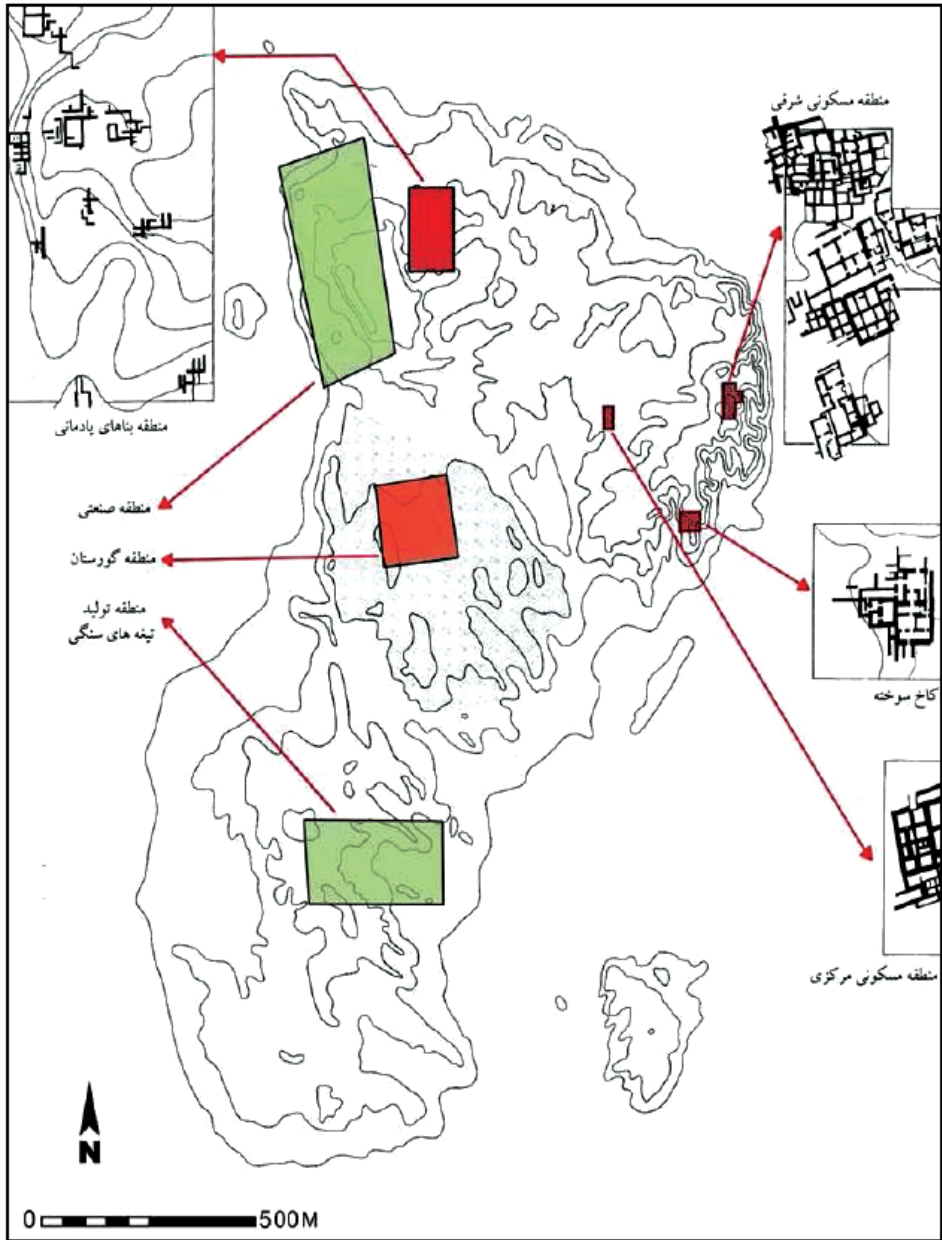 منطقه مسکونی شرقی
منطقه بناهای یادمانی
منطقه صنعتی
منطقه گورستان
منطقه تولید
تیغه های سنگی
کاخ سوخته
منطقه مسکونی مرکزی
N
0 500M